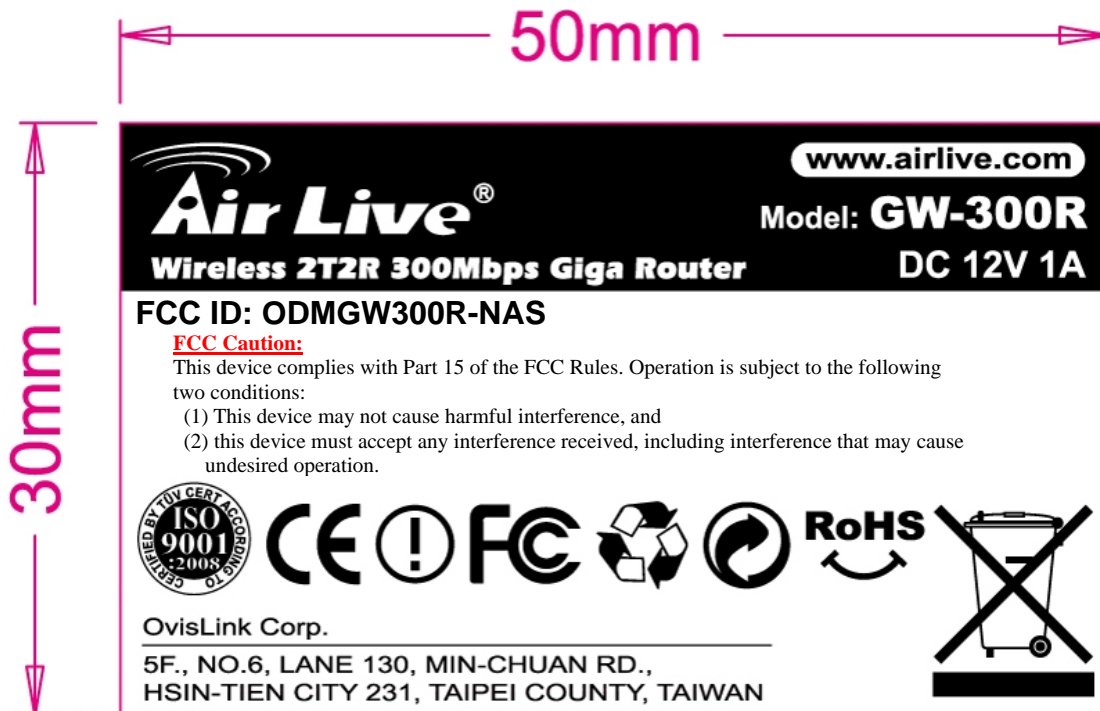 50mm
30mm
Air Live®
www.airlive.com
Model: GW-300R
Wireless 2T2R 300Mbps Giga Router
DC 12V 1A
FCC ID: ODMGW300R-NAS
FCC Caution:
This device complies with Part 15 of the FCC Rules. Operation is subject to the following
two conditions:
(1) This device may not cause harmful interference, and
(2) this device must accept any interference received, including interference that may cause
undesired operation.
CERTIFIED BY TÜV CERT ACCORDING TO
ISO
9001
:2008
CE
!
FC
RoHS
OvisLink Corp.
5F., NO.6, LANE 130, MIN-CHUAN RD.,
HSIN-TIEN CITY 231, TAIPEI COUNTY, TAIWAN